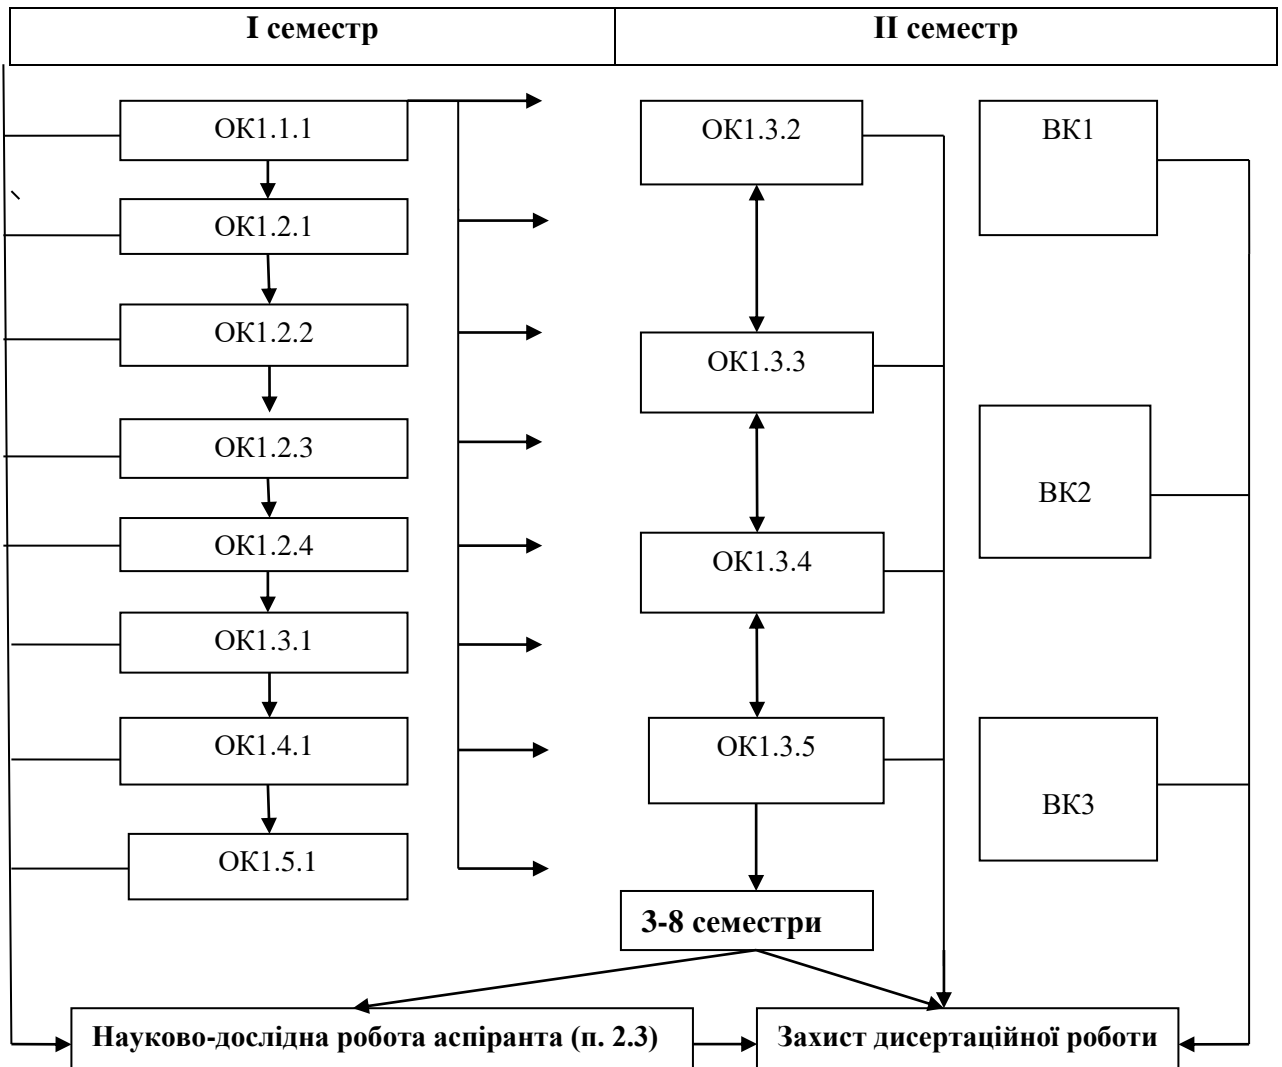 І семестр
ІІ семестр
ОК1.1.1
ОК1.2.1
ОК1.2.2
ОК1.2.3
ОК1.2.4
ОК1.3.1
ОК1.4.1
ОК1.5.1
ОК1.3.2
ОК1.3.3
ОК1.3.4
ОК1.3.5
3-8 семестри
ВК1
ВК2
ВК3
Науково-дослідна робота аспіранта (п. 2.3)
Захист дисертаційної роботи